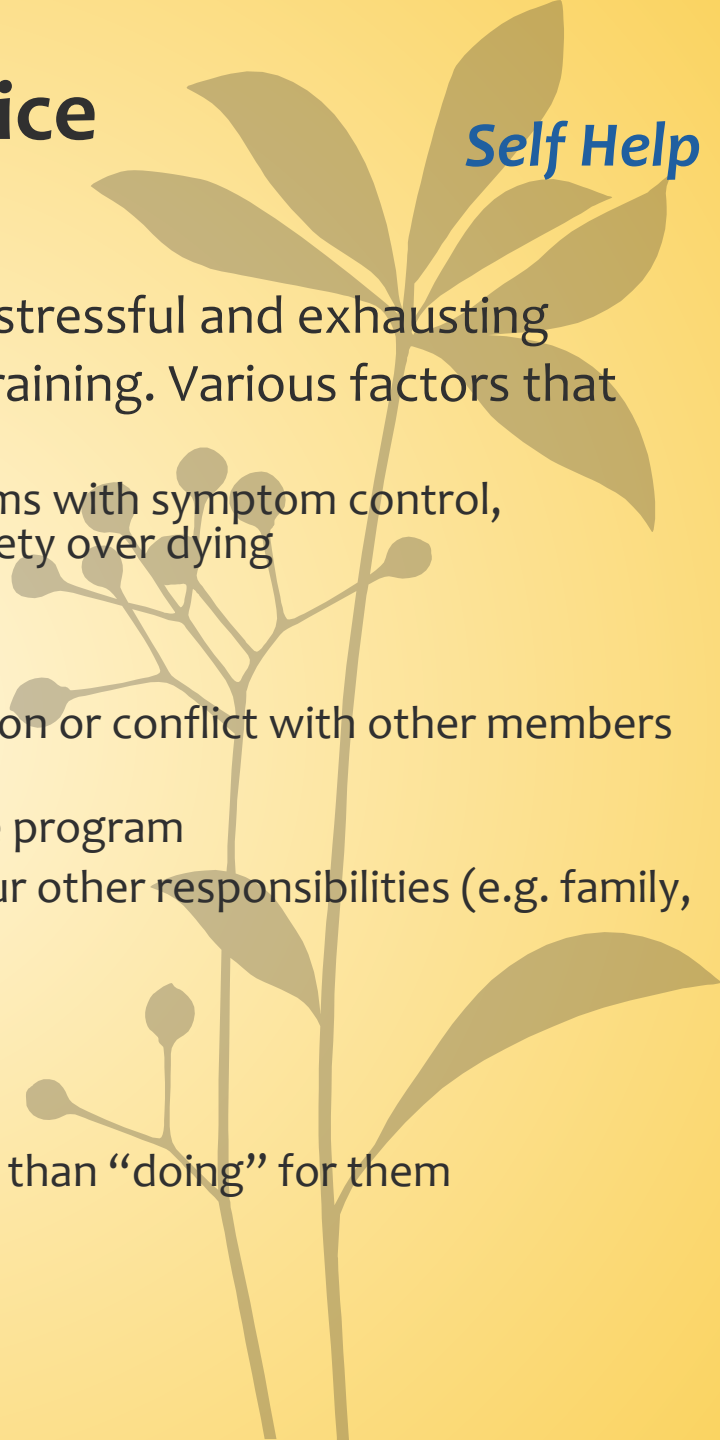 ice
Self Help
stressful and exhausting
raining. Various factors that
ms with symptom control,
ety over dying
on or conflict with other members
program
ur other responsibilities (e.g. family,
than “doing” for them